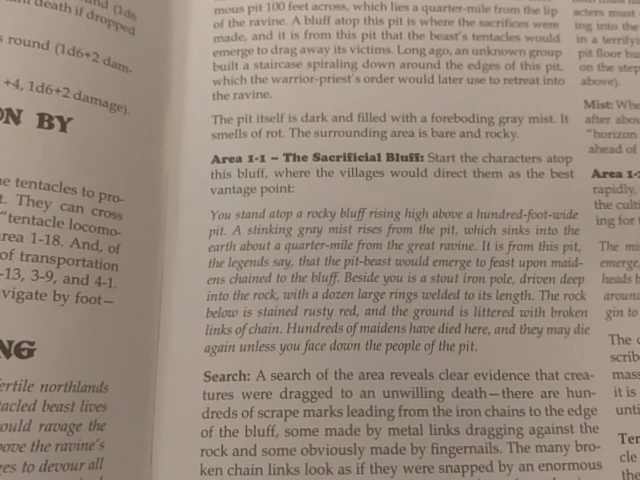 ant death if dropped
s round (1d6+2 dam-
+4, 1d6+2 damage).
ON BY
e tentacles to pro-
t. They can cross
"tentacle locomo-
rea 1-18. And, of
of transportation
-13, 3-9, and 4-1.
vigate by foot—
NG
ertile northlands
tacled beast lives
ould ravage the
ove the ravine's
ges to devour all
mous pit 100 feet across, which lies a quarter-mile from the lip
of the ravine. A bluff atop this pit is where the sacrifices were
made, and it is from this pit that the beast's tentacles would
emerge to drag away its victims. Long ago, an unknown group
built a staircase spiraling down around the edges of this pit,
which the warrior-priest's order would later use to retreat into
the ravine.
The pit itself is dark and filled with a foreboding gray mist. It
smells of rot. The surrounding area is bare and rocky.
Area 1-1 – The Sacrificial Bluff: Start the characters atop
this bluff, where the villages would direct them as the best
vantage point:
You stand atop a rocky bluff rising high above a hundred-foot-wide
pit. A stinking gray mist rises from the pit, which sinks into the
earth about a quarter-mile from the great ravine. It is from this pit,
the legends say, that the pit-beast would emerge to feast upon maid-
ens chained to the bluff. Beside you is a stout iron pole, driven deep
into the rock, with a dozen large rings welded to its length. The rock
below is stained rusty red, and the ground is littered with broken
links of chain. Hundreds of maidens have died here, and they may die
again unless you face down the people of the pit.
Search: A search of the area reveals clear evidence that crea-
tures were dragged to an unwilling death—there are hun-
dreds of scrape marks leading from the iron chains to the edge
of the bluff, some made by metal links dragging against the
rock and some obviously made by fingernails. The many bro-
ken chain links look as if they were snapped by an enormous
acters must
ing into the
in a terrifyi
pit floor bu
on the step
above).
Mist: Whe
after abou
"horizon
ahead of
Area 1-
rapidly.
the culti
ing for t
The mi
emerge,
heads b
around
gin to
The c
scrib
mass
it is
unti
Ten
cle
the